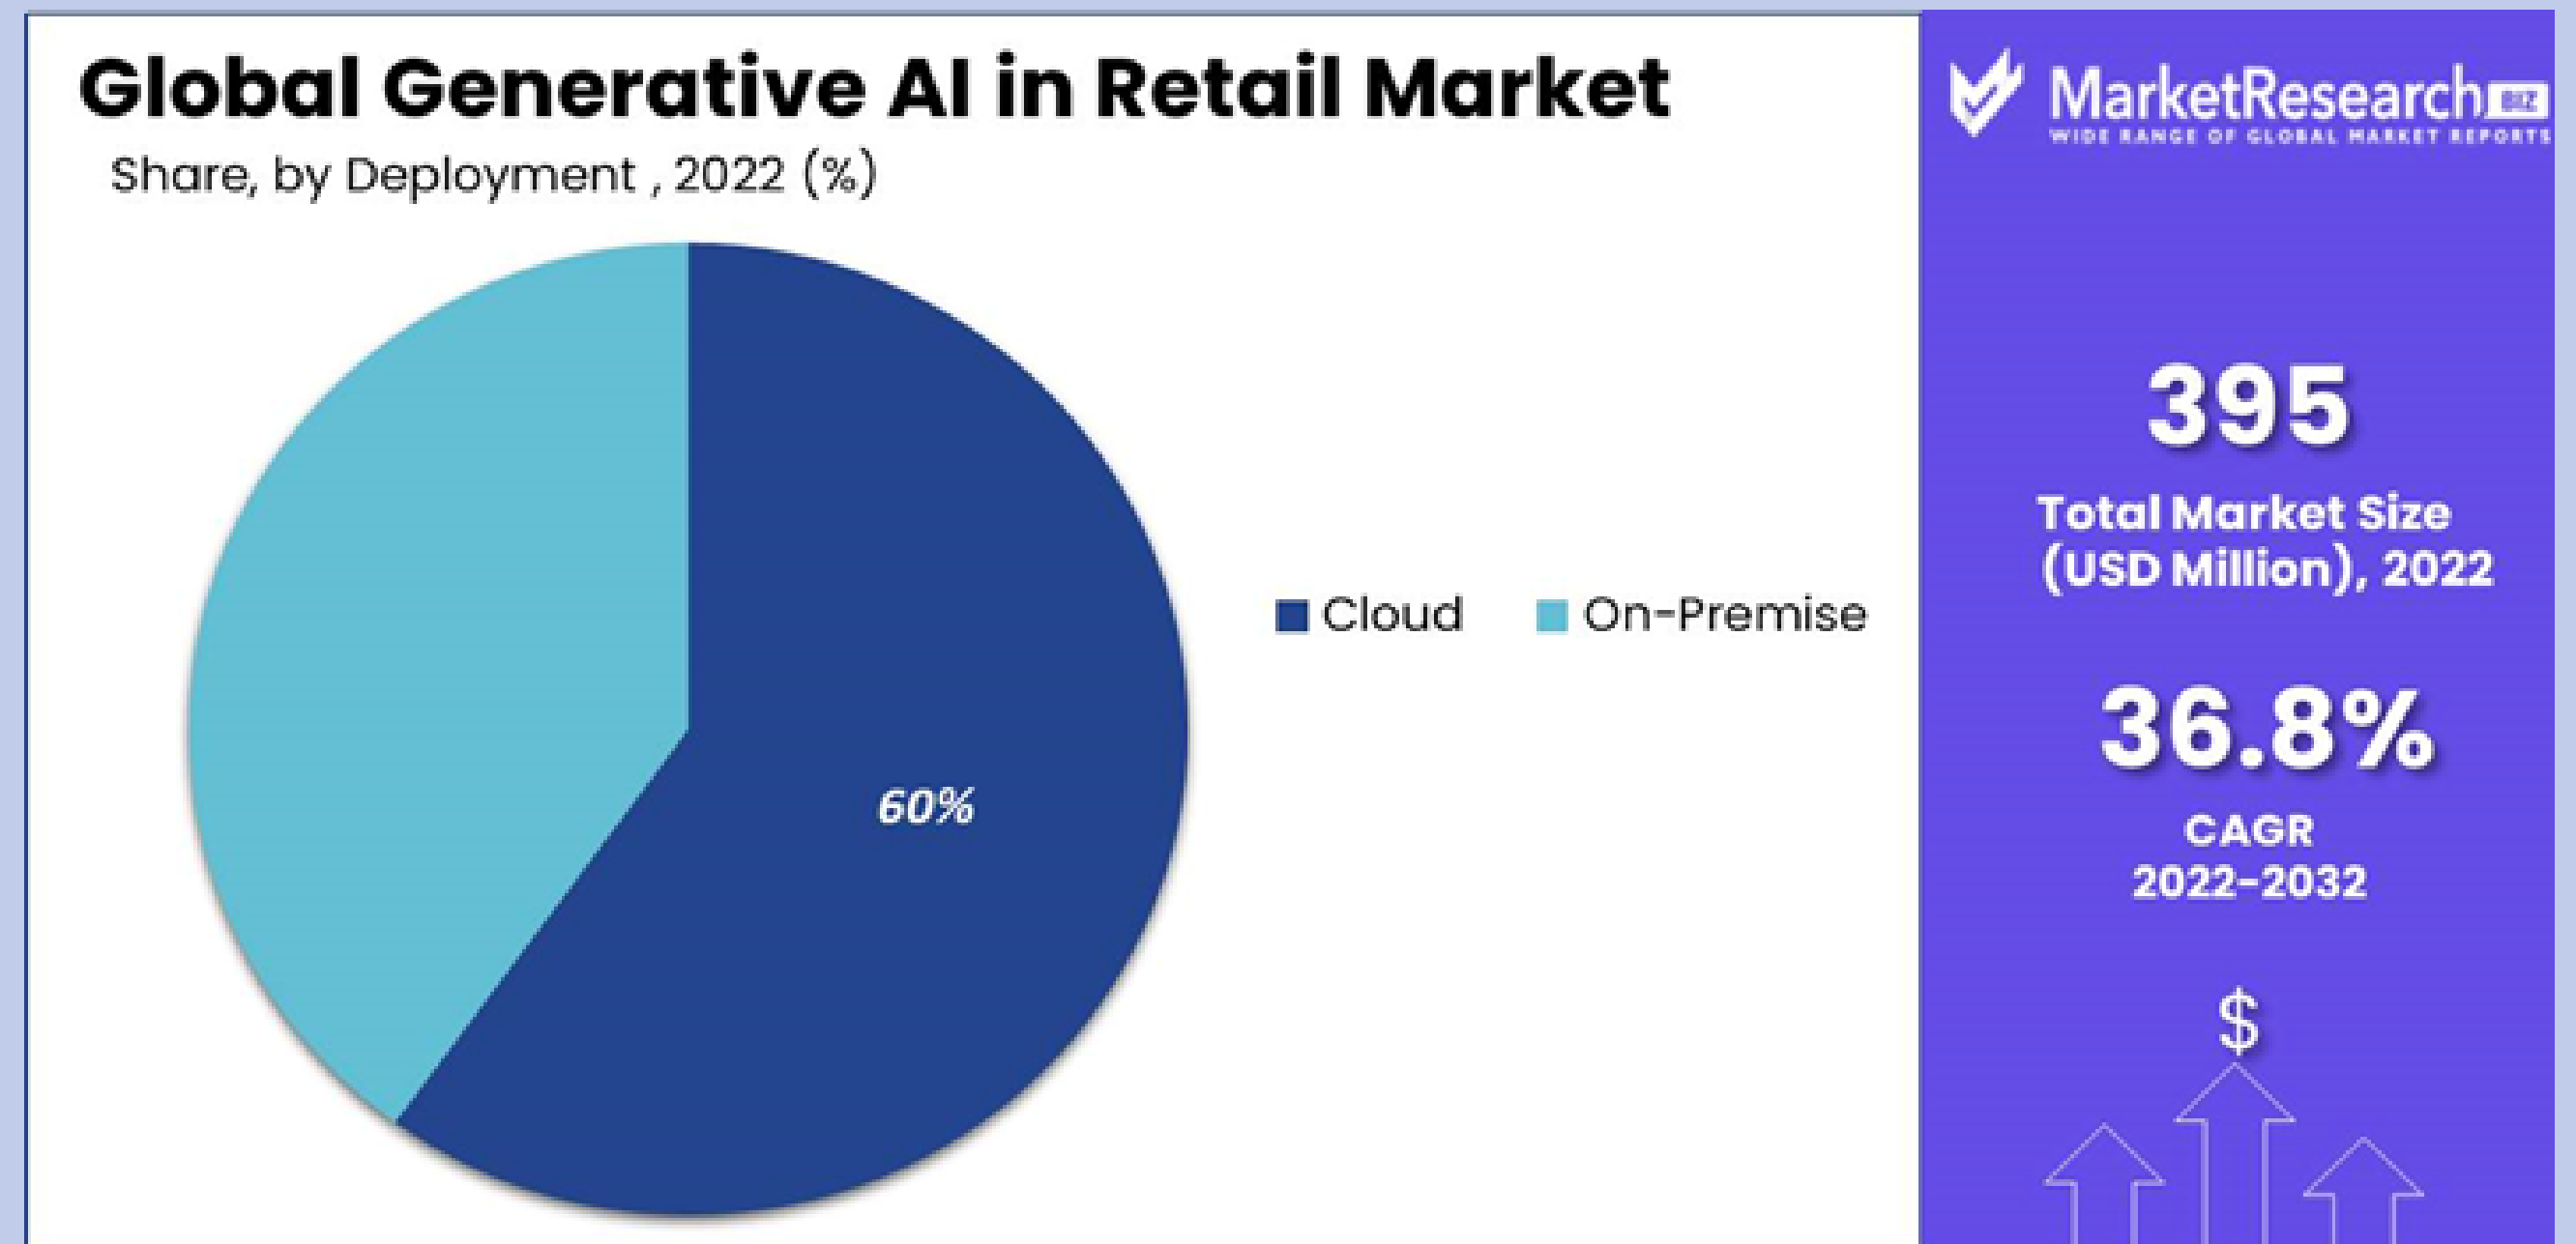 Global Generative AI in Retail Market
Share, by Deployment , 2022 (%)
60%
Cloud
On-Premise
MarketResearch BIZ
WIDE RANGE OF GLOBAL MARKET REPORTS
395
Total Market Size
(USD Million), 2022
36.8%
CAGR
2022-2032
$